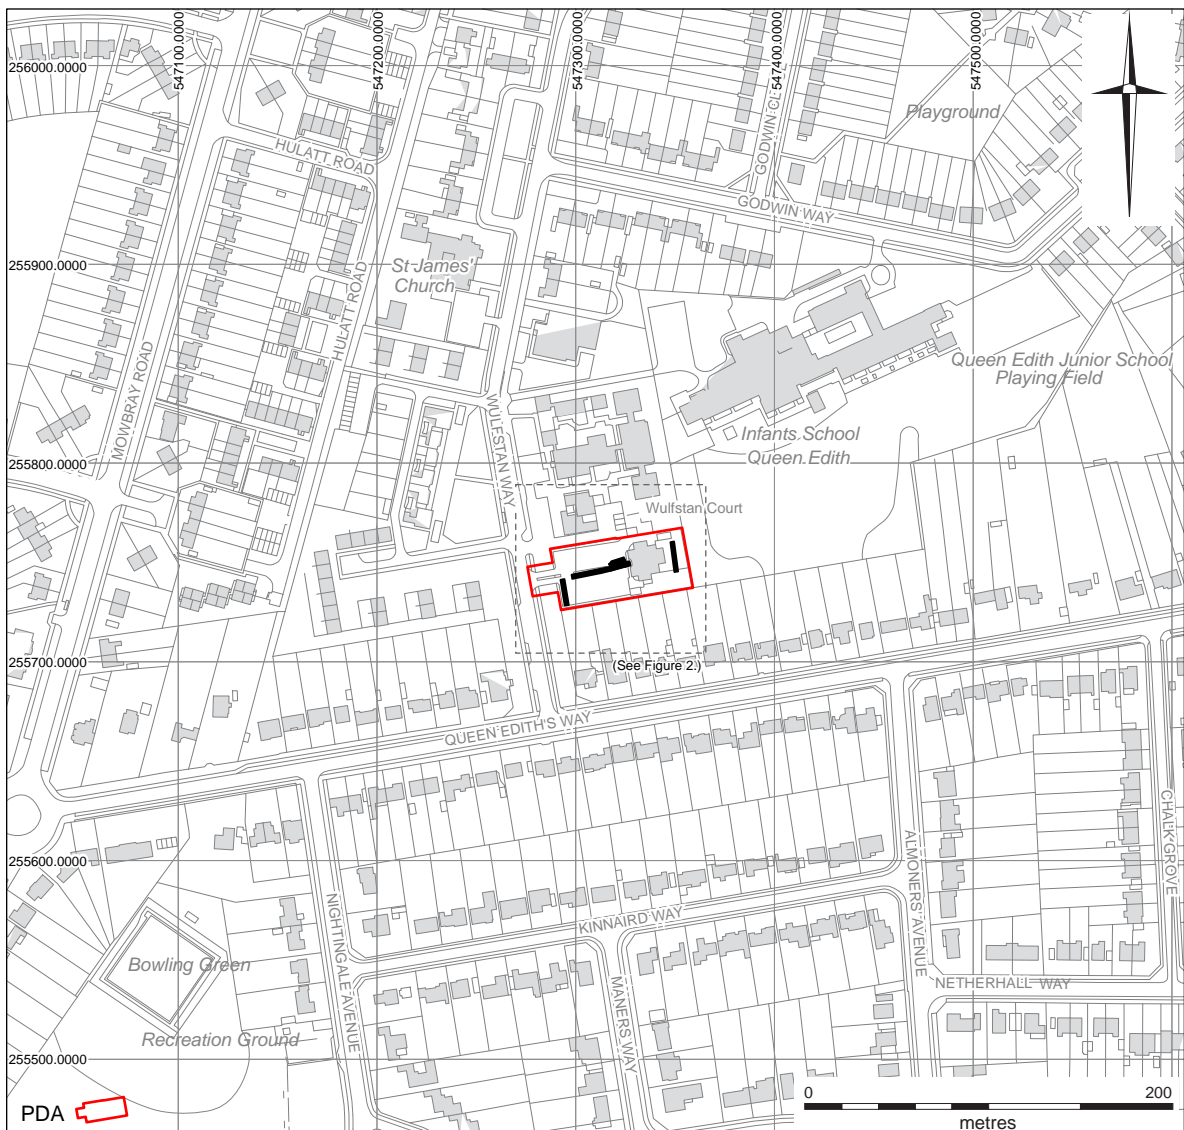 547100.0000
547200.0000
547300.0000
547400.0000
547500.0000
256000.0000
Playground
HULATT ROAD
GODWIN CL
GODWIN WAY
255900.0000
St James'
Church
HULATT ROAD
MOWBRAY ROAD
Queen Edith Junior School
Playing Field
WULFSTAN WAY
Infants School
Queen Edith
255800.0000
Wulfstan Court
255700.0000
(See Figure 2.)
QUEEN EDITH'S WAY
255600.0000
CHALK GROVE
ALMONERS AVENUE
NIGHTINGALE AVENUE
KINNAIRD WAY
Bowling Green
MANERS WAY
NETHERHALL WAY
Recreation Ground
255500.0000
PDA
0
200
metres